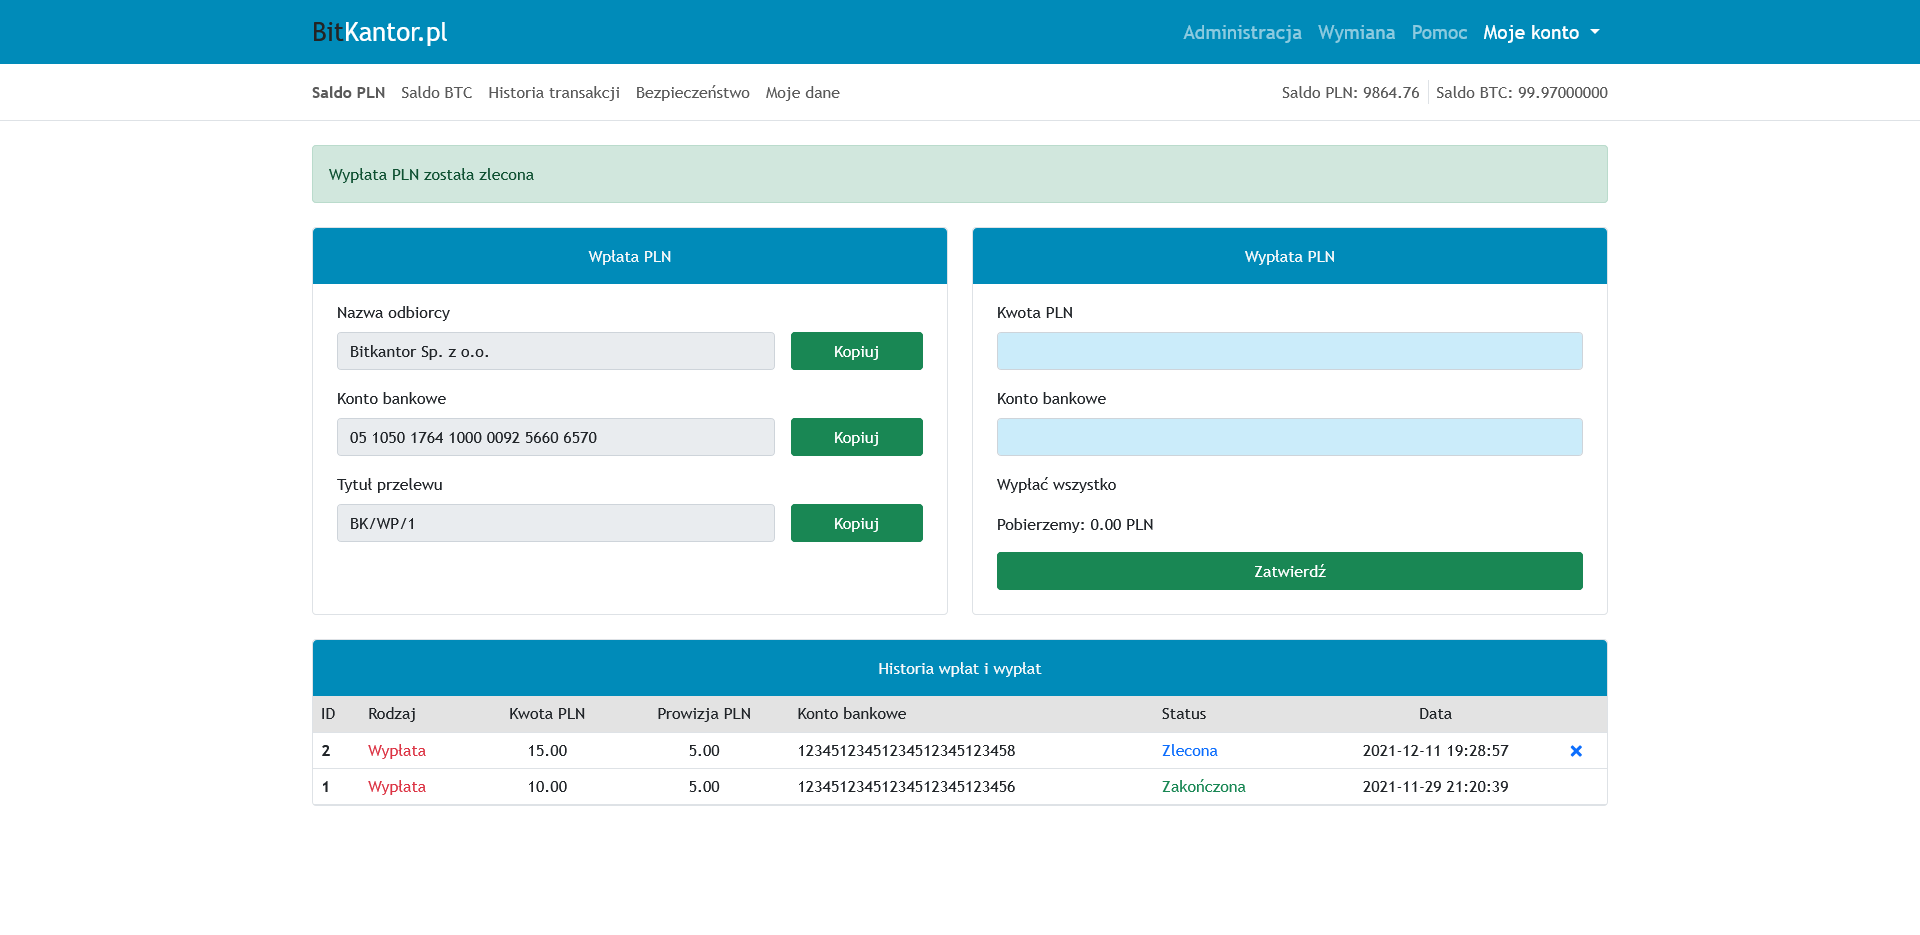 BitKantor.pl Administracja Wymiana Pomoc Moje konto
Saldo PLN Saldo BTC Historia transakcji Bezpieczeństwo Moje dane Saldo PLN: 9864.76 Saldo BTC: 99.97000000
Wypłata PLN została zlecona
Wpłata PLN
Nazwa odbiorcy
Bitkantor Sp. z o.o. Kopiuj
Konto bankowe
05 1050 1764 1000 0092 5660 6570 Kopiuj
Tytuł przelewu
BK/WP/1 Kopiuj
Wypłata PLN
Kwota PLN
Konto bankowe
Wypłać wszystko
Pobierzemy: 0.00 PLN
Zatwierdź
Historia wpłat i wypłat
ID Rodzaj Kwota PLN Prowizja PLN Konto bankowe Status Data
2 Wypłata 15.00 5.00 12345123451234512345123458 Zlecona 2021-12-11 19:28:57
1 Wypłata 10.00 5.00 12345123451234512345123456 Zakończona 2021-11-29 21:20:39